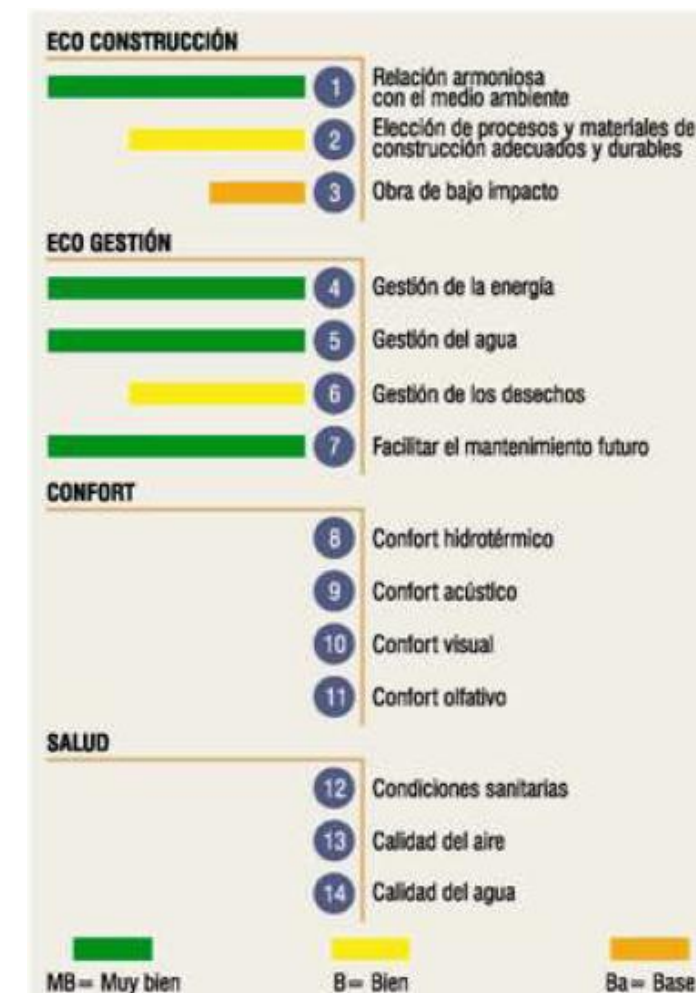 ECO CONSTRUCCIÓN
1 Relación armoniosa
con el medio ambiente
2 Elección de procesos y materiales de
construcción adecuados y durables
3 Obra de bajo impacto
ECO GESTIÓN
4 Gestión de la energía
5 Gestión del agua
6 Gestión de los desechos
7 Facilitar el mantenimiento futuro
CONFORT
8 Confort hidrotérmico
9 Confort acústico
10 Confort visual
11 Confort olfativo
SALUD
12 Condiciones sanitarias
13 Calidad del aire
14 Calidad del agua
MB= Muy bien B= Bien Ba= Base